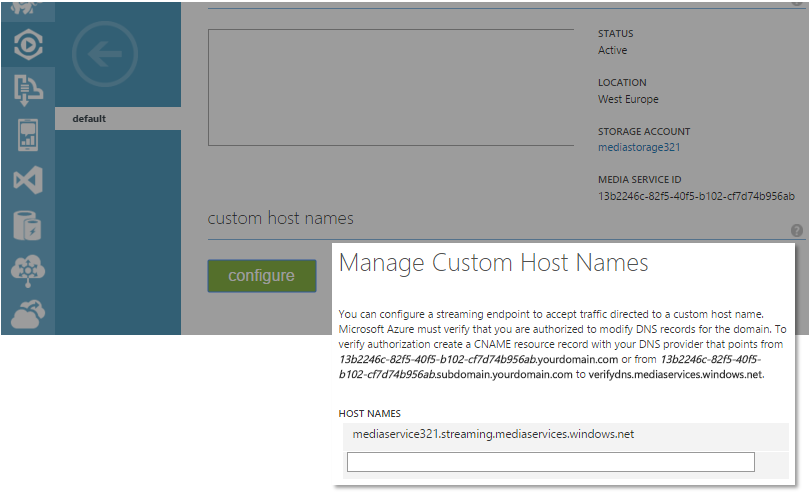 STATUS
Active
LOCATION
West Europe
default
STORAGE ACCOUNT
mediastorage321
MEDIA SERVICE ID
13b2246c-82f5-40f5-b102-cf7d74b956ab
custom host names
?
configure
Manage Custom Host Names
You can configure a streaming endpoint to accept traffic directed to a custom host name.
Microsoft Azure must verify that you are authorized to modify DNS records for the domain. To
verify authorization create a CNAME resource record with your DNS provider that points from
13b2246c-82f5-40f5-b102-cf7d74b956ab.yourdomain.com or from 13b2246c-82f5-40f5-
b102-cf7d74b956ab.subdomain.yourdomain.com to verifydns.mediaservices.windows.net.
HOST NAMES
mediaservice321.streaming.mediaservices.windows.net